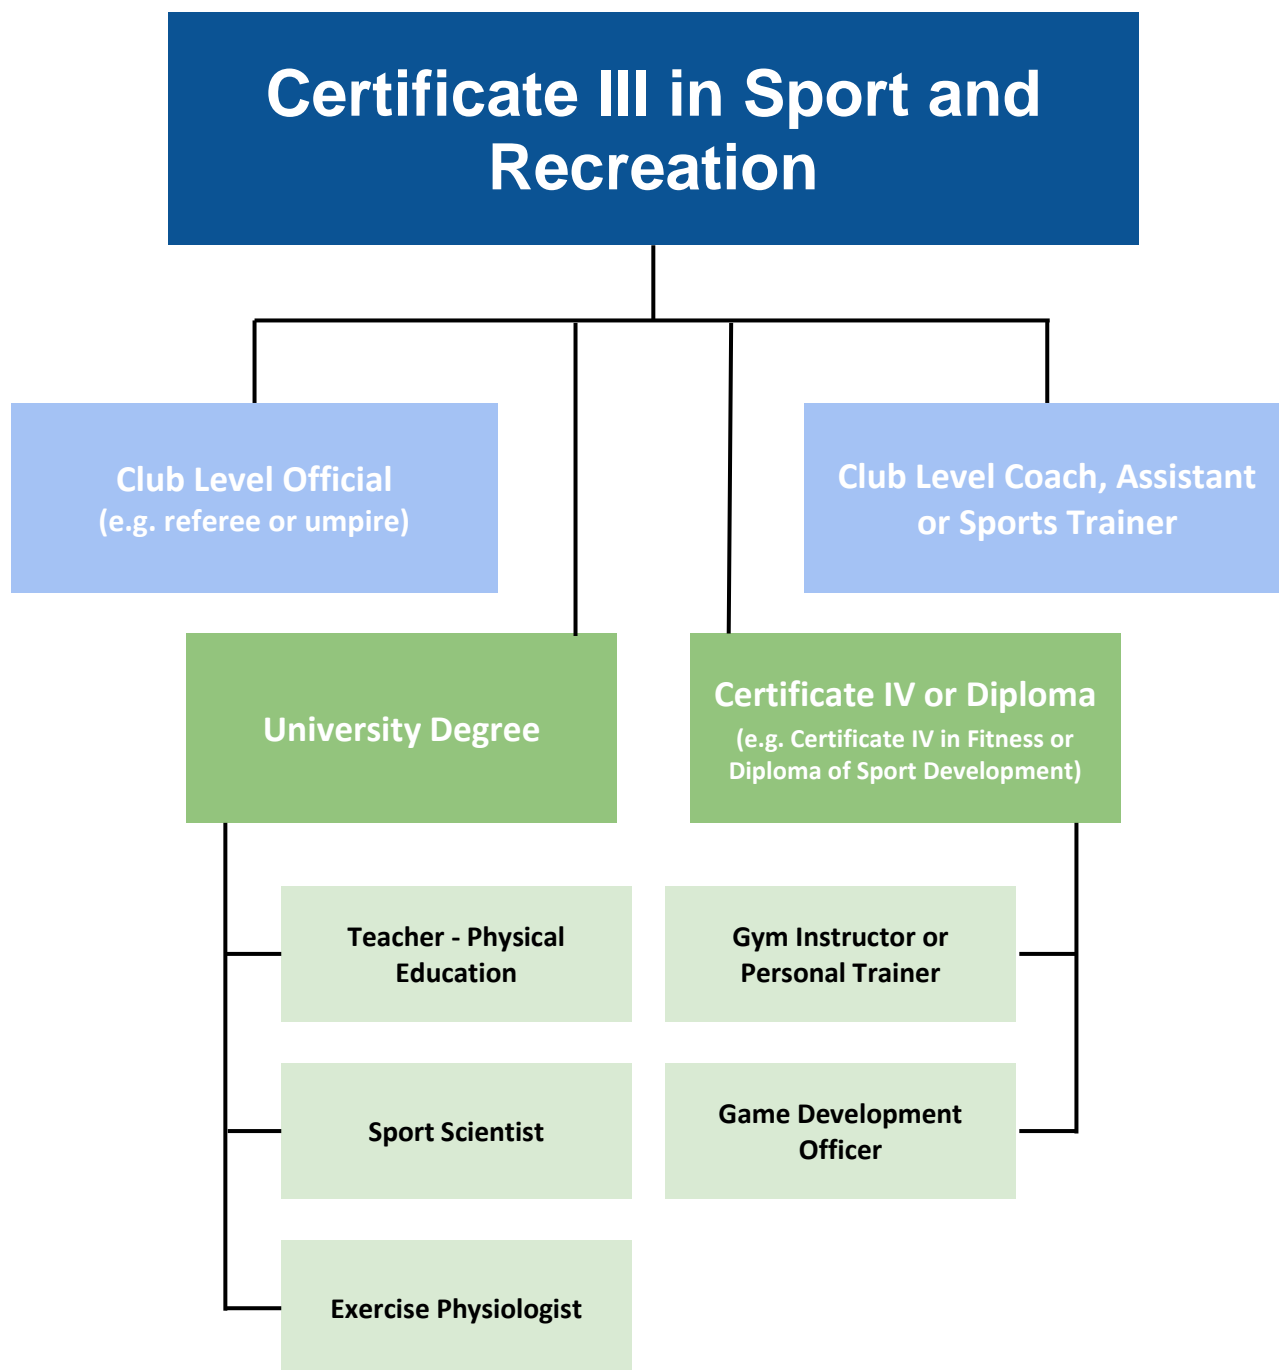 Certificate III in Sport and
Recreation
Club Level Official
(e.g. referee or umpire)
Club Level Coach, Assistant
or Sports Trainer
University Degree
Certificate IV or Diploma
(e.g. Certificate IV in Fitness or
Diploma of Sport Development)
Teacher - Physical
Education
Gym Instructor or
Personal Trainer
Sport Scientist
Game Development
Officer
Exercise Physiologist